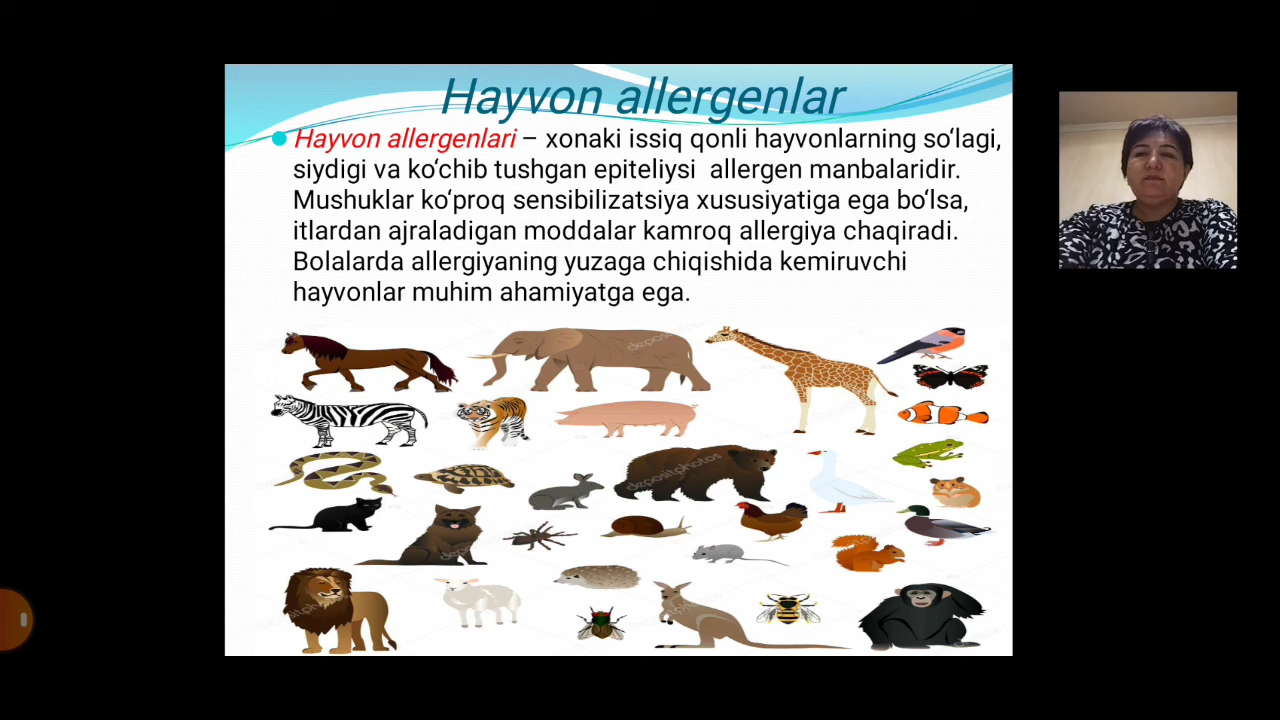 Hayvon allergenlar
Hayvon allergenlari – xonaki issiq qonli hayvonlarning so‘lagi,
siydigi va ko‘chib tushgan epiteliysi allergen manbalaridir.
Mushuklar ko‘proq sensibilizatsiya xususiyatiga ega bo‘lsa,
itlardan ajraladigan moddalar kamroq allergiya chaqiradi.
Bolalarda allergiyaning yuzaga chiqishida kemiruvchi
hayvonlar muhim ahamiyatga ega.
depositphotos